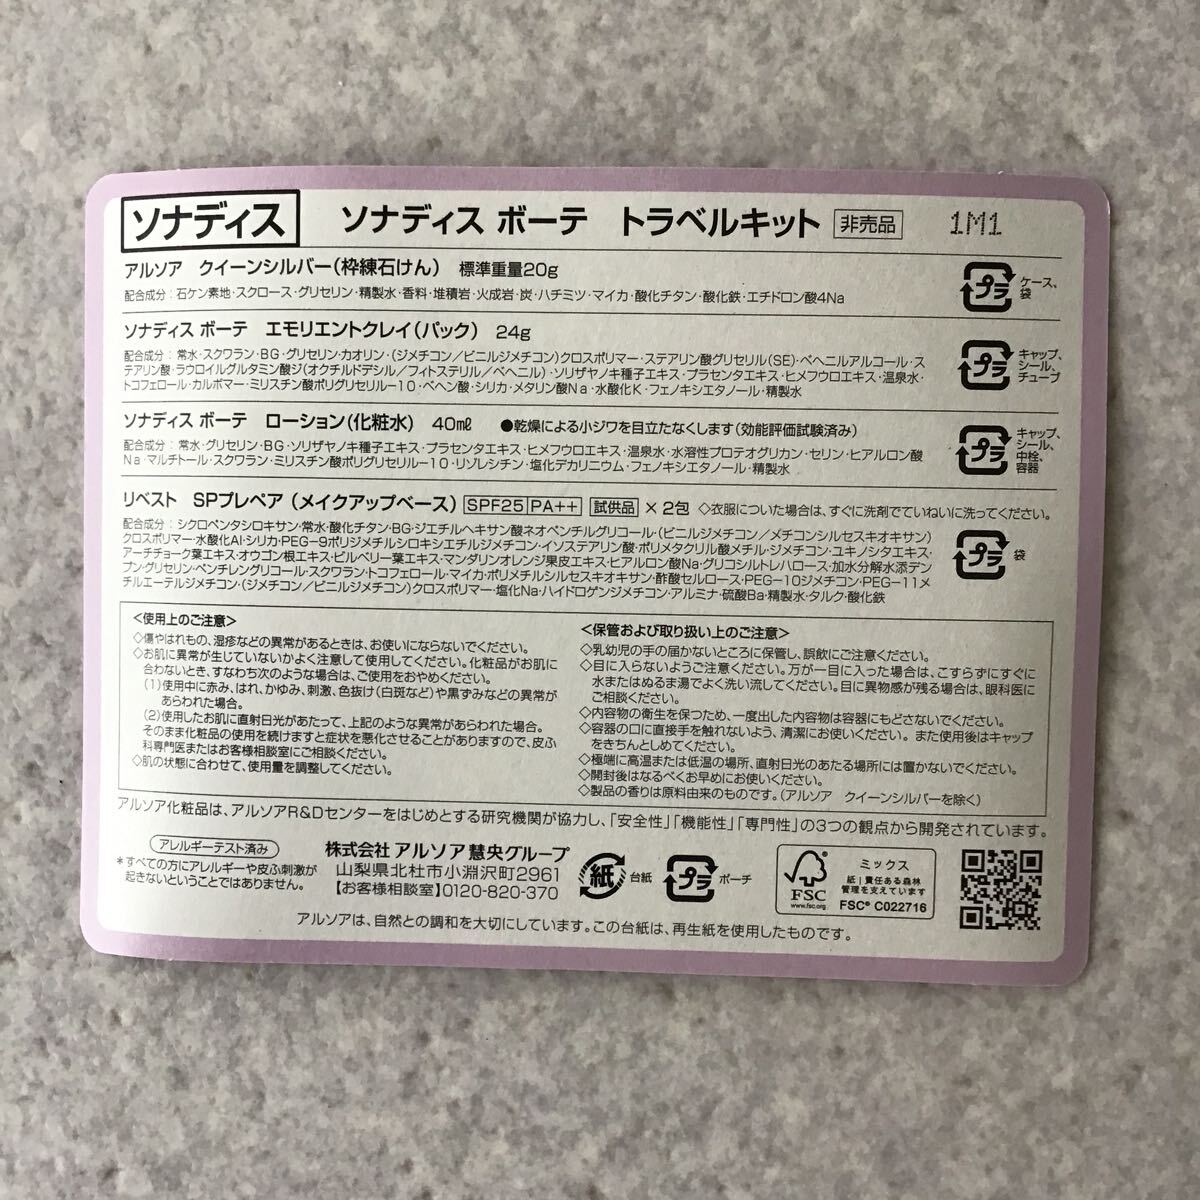 ソナディス
ソナディス ボーテ トラベルキット 非売品 1M1
アルソア クイーンシルバー(枠練石けん) 標準重量20g
配合成分:石ケン素地・スクロース・グリセリン・精製水・香料・堆積岩・火成岩・炭・ハチミツ・マイカ・酸化チタン・酸化鉄・エチドロン酸4Na
プラ ケース、
袋
ソナディス ボーテ エモリエントクレイ(パック) 24g
配合成分:常水・スクワラン・BG・グリセリン・カオリン・(ジメチコン/ビニルジメチコン)クロスポリマー・ステアリン酸グリセリル(SE)・ベヘニルアルコール・ス
テアリン酸・ラウロイルグルタミン酸ジ(オクチルドデシル/フィトステリル/ベヘニル)・ソリザヤノキ種子エキス・プラセンタエキス・ヒメフウロエキス・温泉水・
トコフェロール・カルボマー・ミリスチン酸ポリグリセリル-10・ベヘン酸・シリカ・メタリン酸Na・水酸化K・フェノキシエタノール・精製水
プラ キャップ、
シール、
チューブ
ソナディス ボーテ ローション(化粧水) 40㎖ ●乾燥による小ジワを目立たなくします(効能評価試験済み)
配合成分:常水・グリセリン・BG・ソリザヤノキ種子エキス・プラセンタエキス・ヒメフウロエキス・温泉水・水溶性プロテオグリカン・セリン・ヒアルロン酸
Na・マルチトール・スクワラン・ミリスチン酸ポリグリセリル-10・リゾレシチン・塩化デカリニウム・フェノキシエタノール・精製水
プラ キャップ、
シール、
中栓、
容器
リベスト SPプレペア(メイクアップベース) SPF25 PA++ 試供品 ×2包 ◇衣服についた場合は、すぐに洗剤でていねいに洗ってください。
配合成分:シクロペンタシロキサン・常水・酸化チタン・BG・ジエチルヘキサン酸ネオペンチルグリコール・(ビニルジメチコン/メチコンシルセスキオキサン)
クロスポリマー・水酸化Al・シリカ・PEG-9ポリジメチルシロキシエチルジメチコン・イソステアリン酸・ポリメタクリル酸メチル・ジメチコン・ユキノシタエキス・
アーチチョーク葉エキス・オウゴン根エキス・ビルベリー葉エキス・マンダリンオレンジ果皮エキス・ヒアルロン酸Na・グリコシルトレハロース・加水分解水添デン
プン・グリセリン・ペンチレングリコール・スクワラン・トコフェロール・マイカ・ポリメチルシルセスキオキサン・酢酸セルロース・PEG-10ジメチコン・PEG-11メ
チルエーテルジメチコン・(ジメチコン/ビニルジメチコン)クロスポリマー・塩化Na・ハイドロゲンジメチコン・アルミナ・硫酸Ba・精製水・タルク・酸化鉄
プラ 袋
<使用上のご注意>
◇傷やはれもの、湿疹などの異常があるときは、お使いにならないでください。
◇お肌に異常が生じていないかよく注意して使用してください。化粧品がお肌に
合わないとき、すなわち次のような場合は、ご使用をおやめください。
(1)使用中に赤み、はれ、かゆみ、刺激、色抜け(白斑など)や黒ずみなどの異常が
あらわれた場合。
(2)使用したお肌に直射日光があたって、上記のような異常があらわれた場合。
そのまま化粧品の使用を続けますと症状を悪化させることがありますので、皮ふ
科専門医またはお客様相談室にご相談ください。
◇肌の状態に合わせて、使用量を調整してください。
<保管および取り扱い上のご注意>
◇乳幼児の手の届かないところに保管し、誤飲にご注意ください。
◇目に入らないようご注意ください。万が一目に入った場合は、こすらずにすぐに
水またはぬるま湯でよく洗い流してください。目に異物感が残る場合は、眼科医に
ご相談ください。
◇内容物の衛生を保つため、一度出した内容物は容器にもどさないでください。
◇容器の口に直接手を触れないよう、清潔にお使いください。また使用後はキャップ
をきちんとしめてください。
◇極端に高温または低温の場所、直射日光のあたる場所には置かないでください。
◇開封後はなるべくお早めにお使いください。
◇製品の香りは原料由来のものです。(アルソア クイーンシルバーを除く)
アルソア化粧品は、アルソアR&Dセンターをはじめとする研究機関が協力し、「安全性」「機能性」「専門性」の3つの観点から開発されています。
アレルギーテスト済み
*すべての方にアレルギーや皮ふ刺激が
起きないということではありません。
株式会社 アルソア慧央グループ
山梨県北杜市小淵沢町2961
【お客様相談室】0120-820-370
紙 台紙
プラ ポーチ
FSC
www.fsc.org
ミックス
紙|責任ある森林
管理を支えています
FSC® C022716
アルソアは、自然との調和を大切にしています。この台紙は、再生紙を使用したものです。